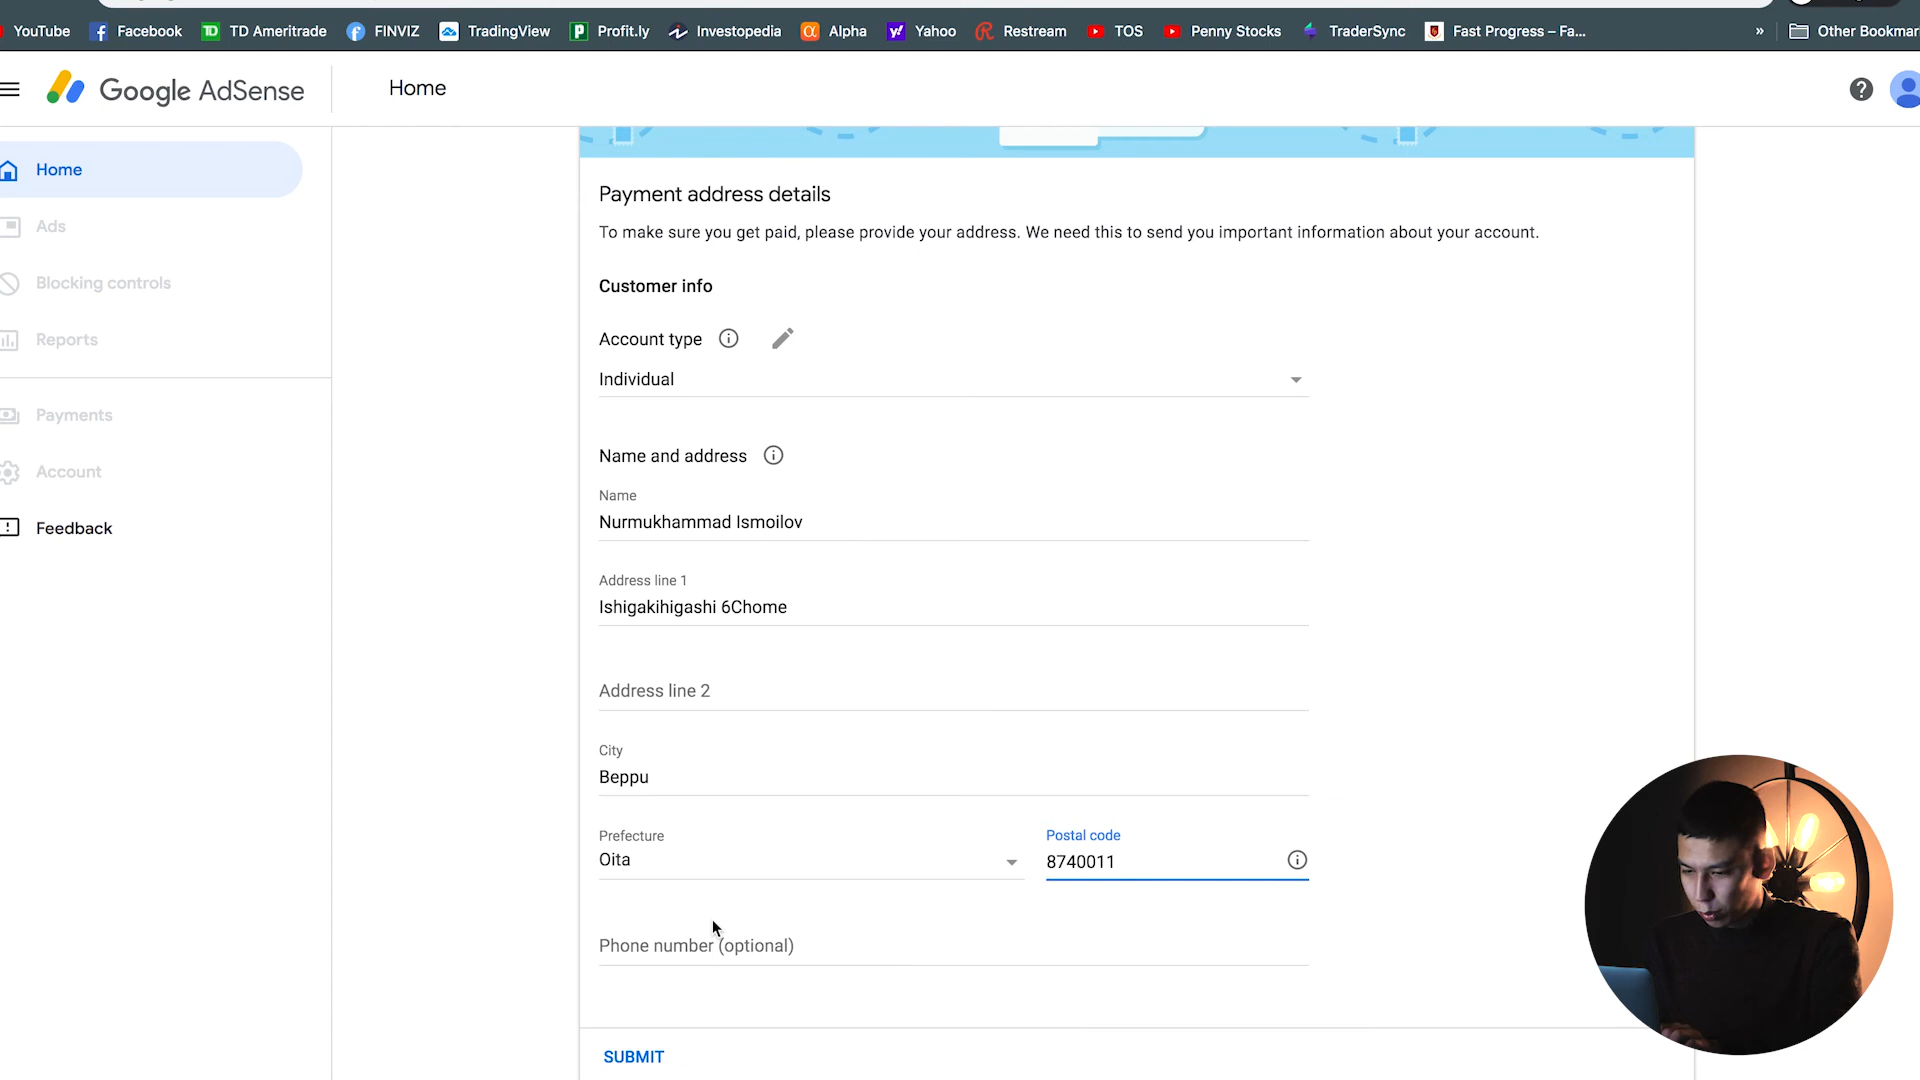 YouTube Facebook TD Ameritrade FINVIZ TradingView Profit.ly Investopedia Alpha Yahoo Restream TOS Penny Stocks TraderSync Fast Progress – Fa... » Other Bookmar
Google AdSense Home
Home
Ads
Blocking controls
Reports
Payments
Account
Feedback
Payment address details
To make sure you get paid, please provide your address. We need this to send you important information about your account.
Customer info
Account type
Individual
Name and address
Name
Nurmukhammad Ismoilov
Address line 1
Ishigakihigashi 6Chome
Address line 2
City
Beppu
Prefecture
Oita
Postal code
8740011
Phone number (optional)
SUBMIT